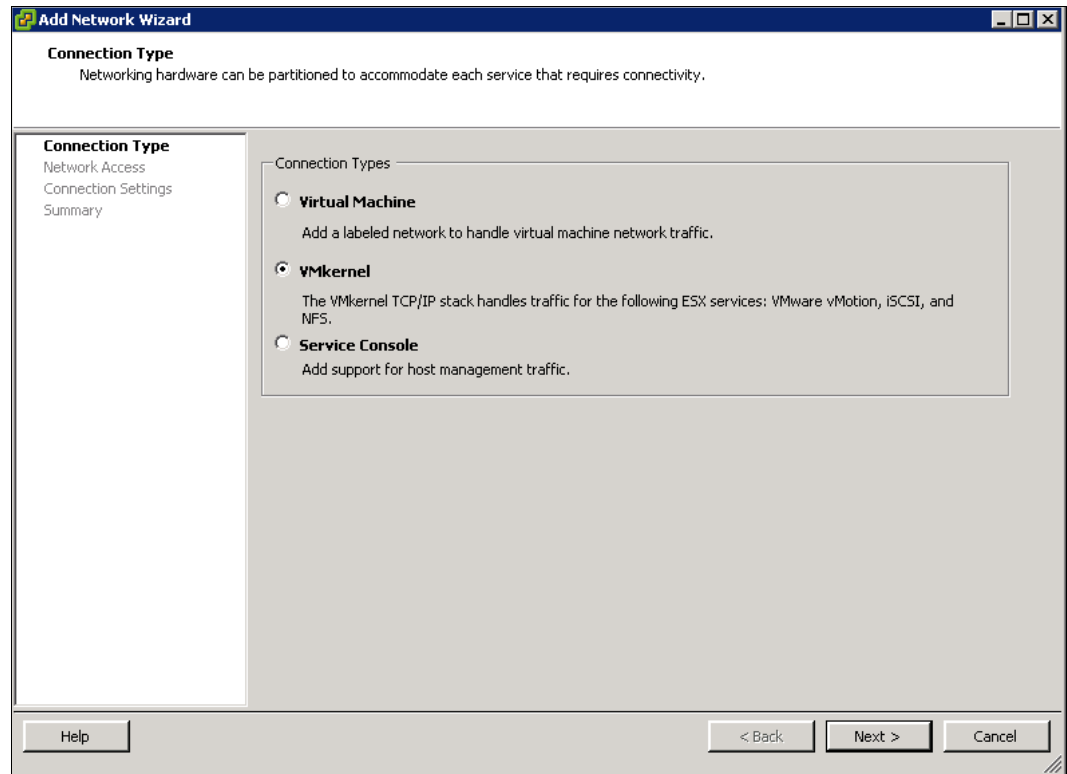 Add Network Wizard
Connection Type
Networking hardware can be partitioned to accommodate each service that requires connectivity.
Connection Type
Network Access
Connection Settings
Summary
Connection Types
Virtual Machine
Add a labeled network to handle virtual machine network traffic.
VMkernel
The VMkernel TCP/IP stack handles traffic for the following ESX services: VMware vMotion, iSCSI, and
NFS.
Service Console
Add support for host management traffic.
Help
< Back
Next >
Cancel